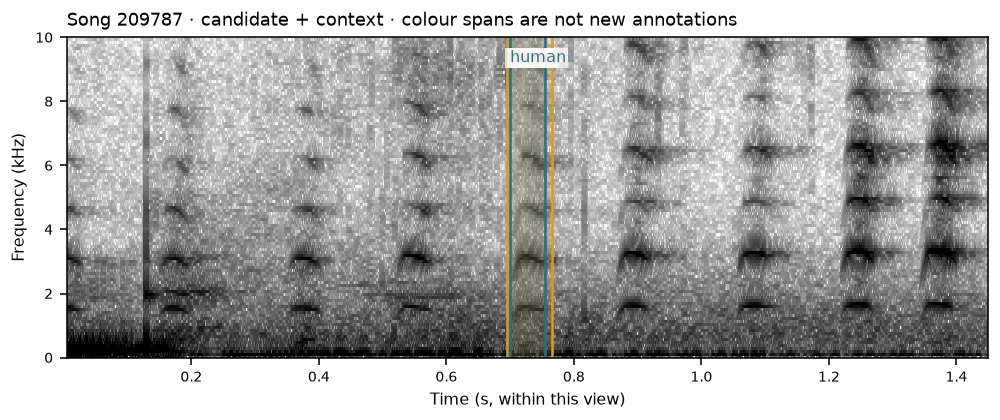 Song 209787 · candidate + context · colour spans are not new annotations
human
10
8
6
4
2
0
Frequency (kHz)
0.2 0.4 0.6 0.8 1.0 1.2 1.4
Time (s, within this view)